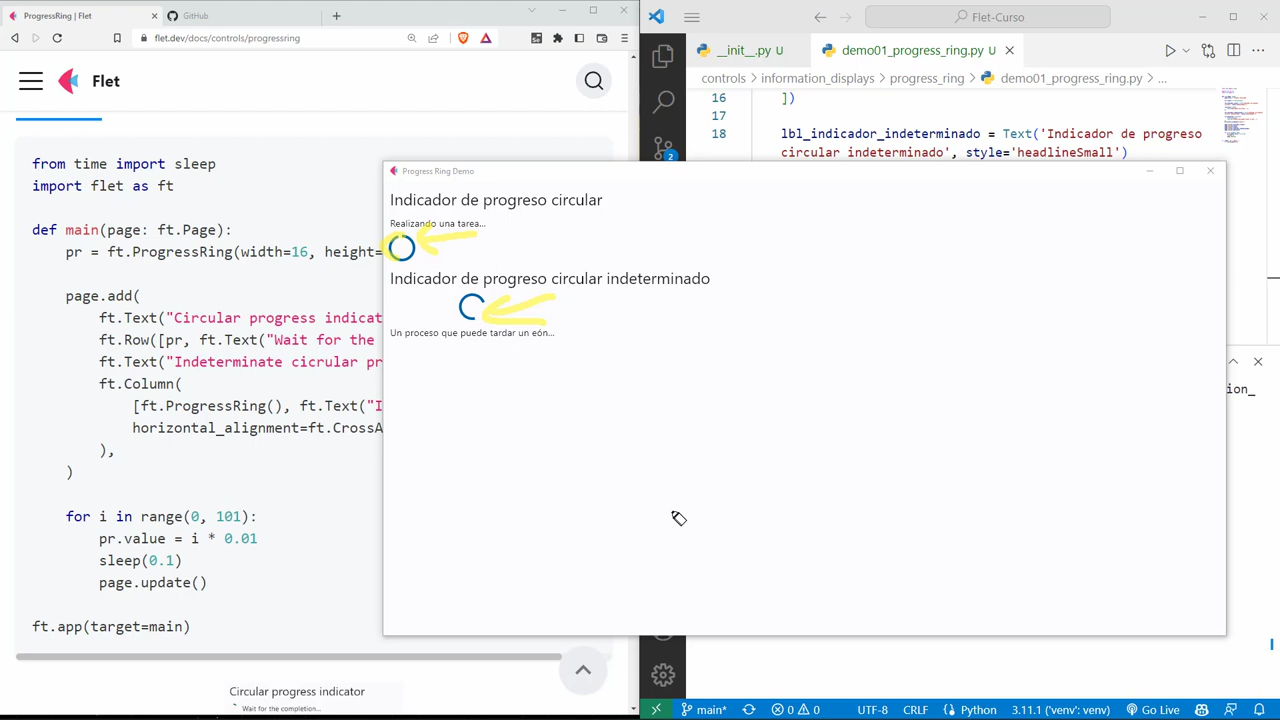 ProgressRing | Flet
GitHub
flet.dev/docs/controls/progressring
Flet
from time import sleep
import flet as ft
def main(page: ft.Page):
pr = ft.ProgressRing(width=16, height=
page.add(
ft.Text("Circular progress indicat
ft.Row([pr, ft.Text("Wait for the
ft.Text("Indeterminate cicrular pr
ft.Column(
[ft.ProgressRing(), ft.Text("I
horizontal_alignment=ft.CrossA
),
)
for i in range(0, 101):
pr.value = i * 0.01
sleep(0.1)
page.update()
ft.app(target=main)
Circular progress indicator
Wait for the completion...
Flet-Curso
__init__.py U
demo01_progress_ring.py U
controls information_displays progress_ring demo01_progress_ring.py ...
16 ])
17
18 lbl_indicador_indeterminado = Text('Indicador de progreso
circular indeterminado', style='headlineSmall')
2
Progress Ring Demo
Indicador de progreso circular
Realizando una tarea...
Indicador de progreso circular indeterminado
Un proceso que puede tardar un eón...
ion_
main* 0 0 UTF-8 CRLF Python 3.11.1 ('venv': venv) Go Live